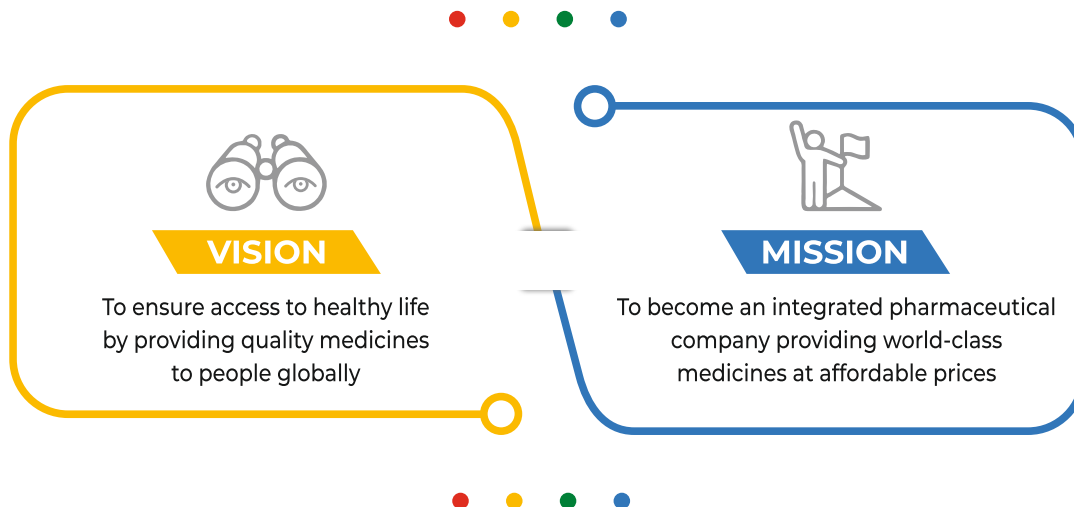 VISION
To ensure access to healthy life
by providing quality medicines
to people globally
MISSION
To become an integrated pharmaceutical
company providing world-class
medicines at affordable prices